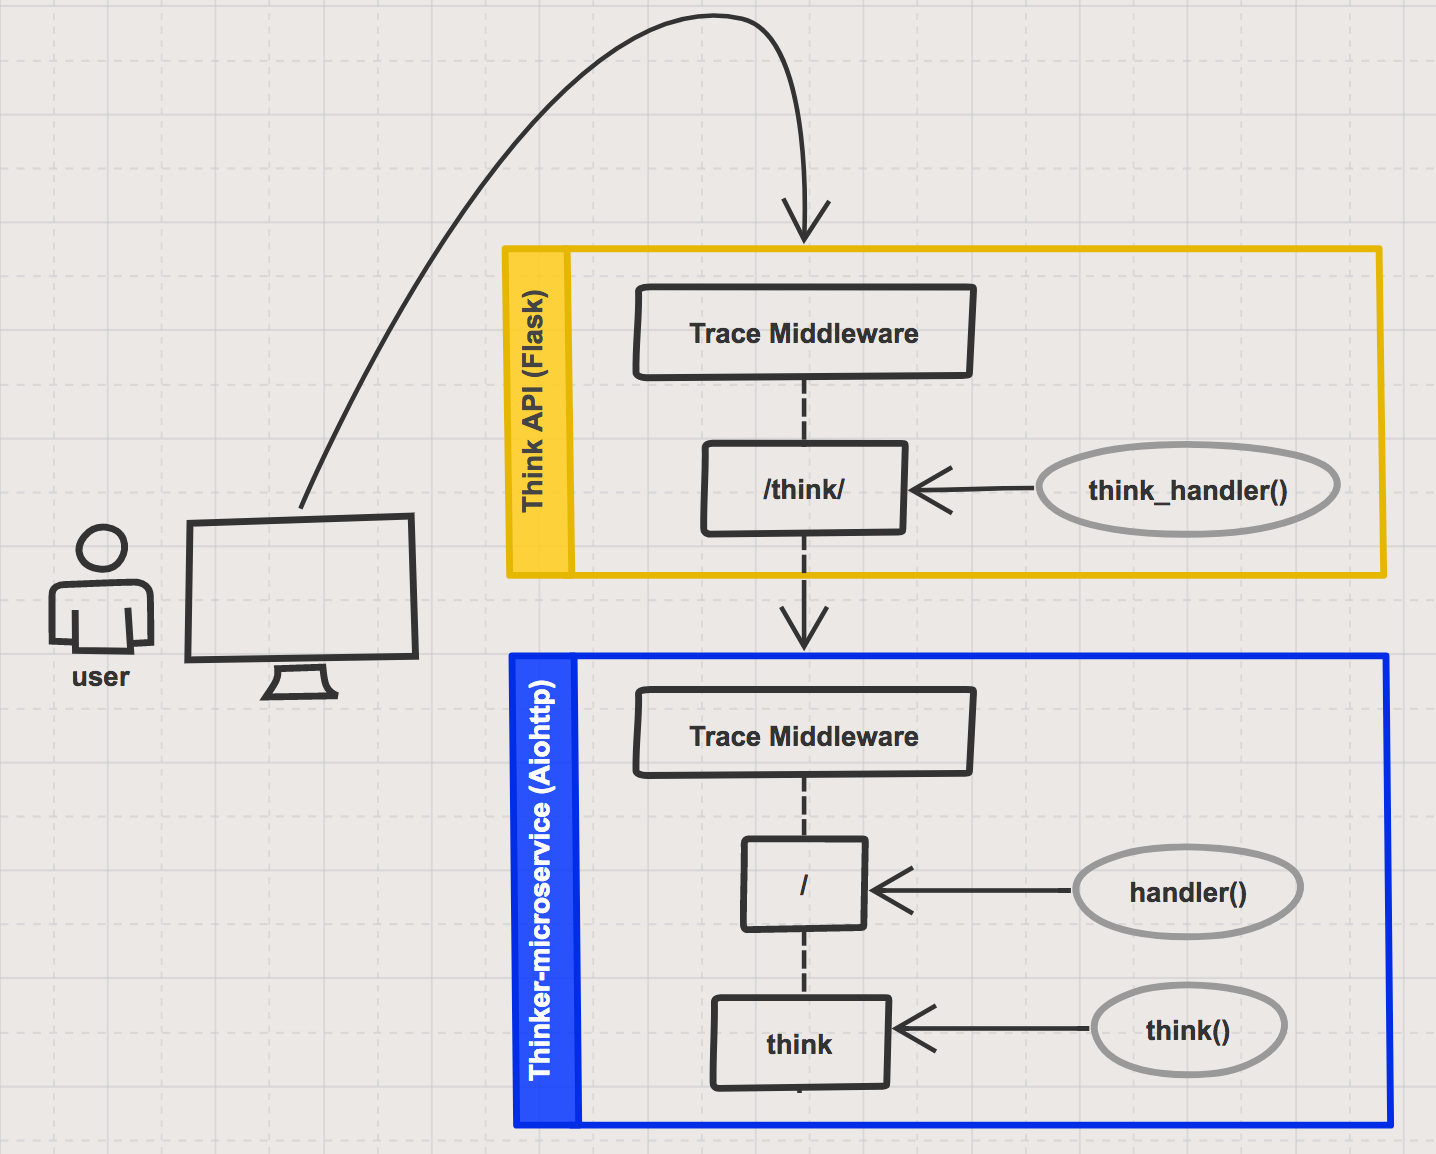 user
Think API (Flask)
Trace Middleware
/think/
think_handler()
Thinker-microservice (Aiohttp)
Trace Middleware
/
handler()
think
think()